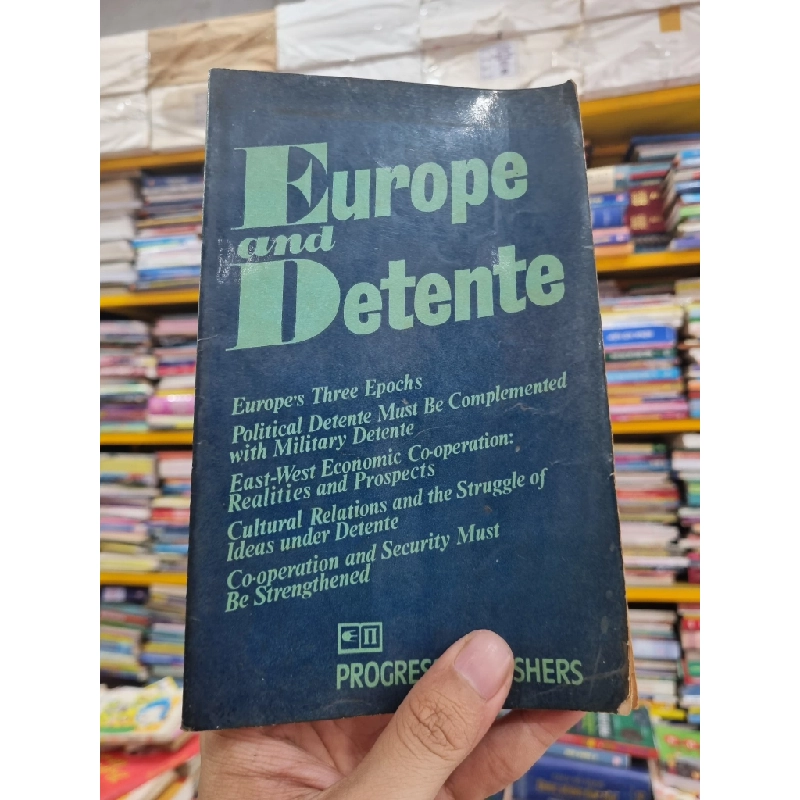 Europe
and
Detente
Europe's Three Epochs
Political Detente Must Be Complemented
with Military Detente
East-West Economic Co-operation:
Realities and Prospects
Cultural Relations and the Struggle of
Ideas under Detente
Co-operation and Security Must
Be Strengthened